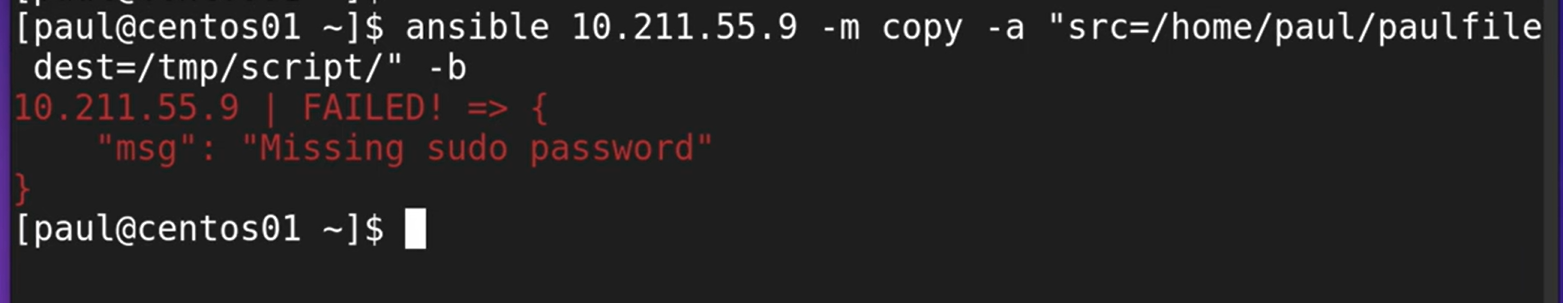 [paul@centos01 ~]$ ansible 10.211.55.9 -m copy -a "src=/home/paul/paulfile
 dest=/tmp/script/" -b
10.211.55.9 | FAILED! => {
    "msg": "Missing sudo password"
}
[paul@centos01 ~]$